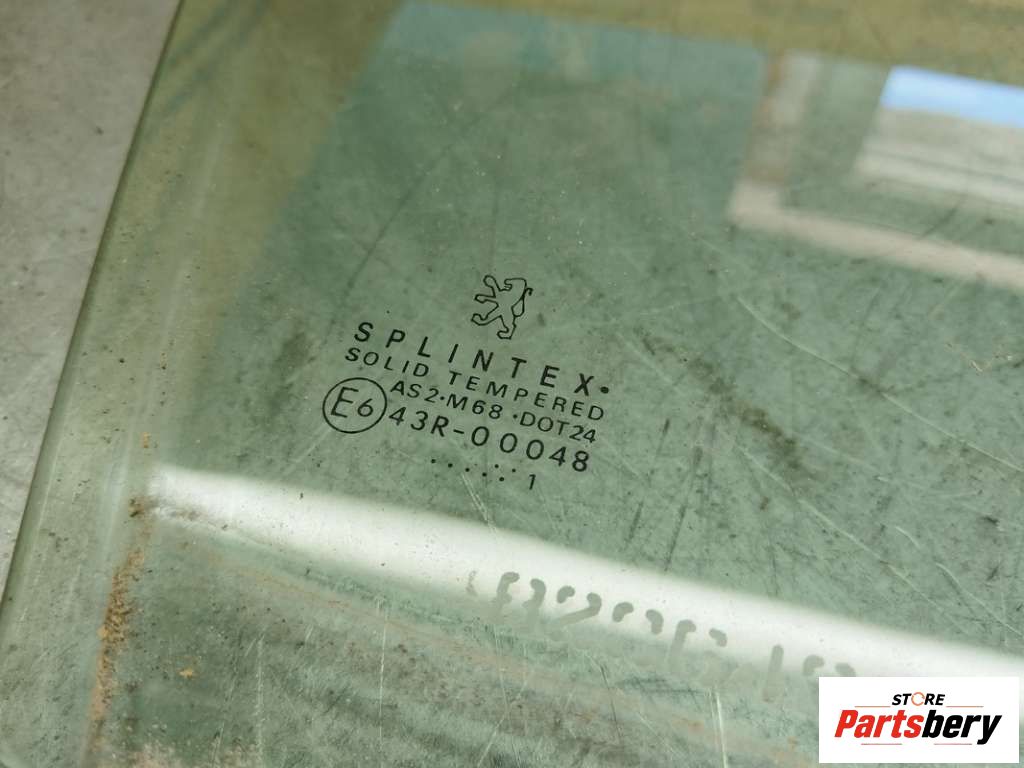 SPLINTEX•
SOLID TEMPERED
AS2•M68•DOT24
E6 43R-00048
...... 1
STORE
Partsbery